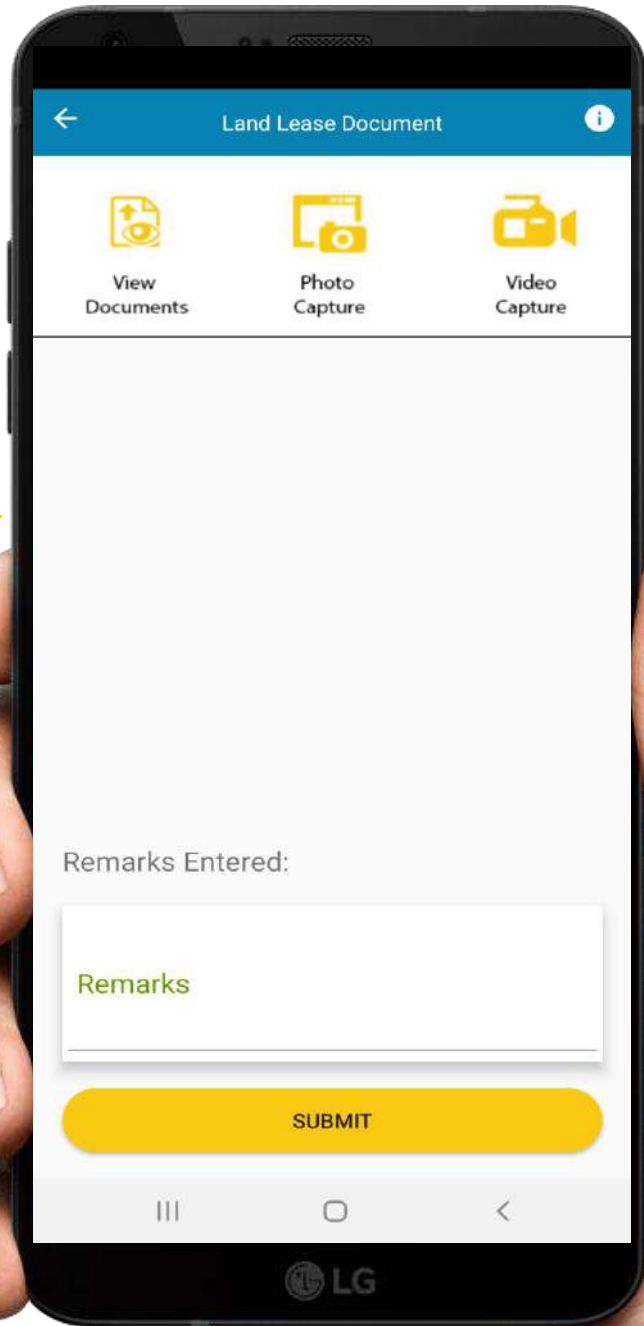 Land Lease Document
View
Documents
Photo
Capture
Video
Capture
Remarks Entered:
Remarks
SUBMIT
LG